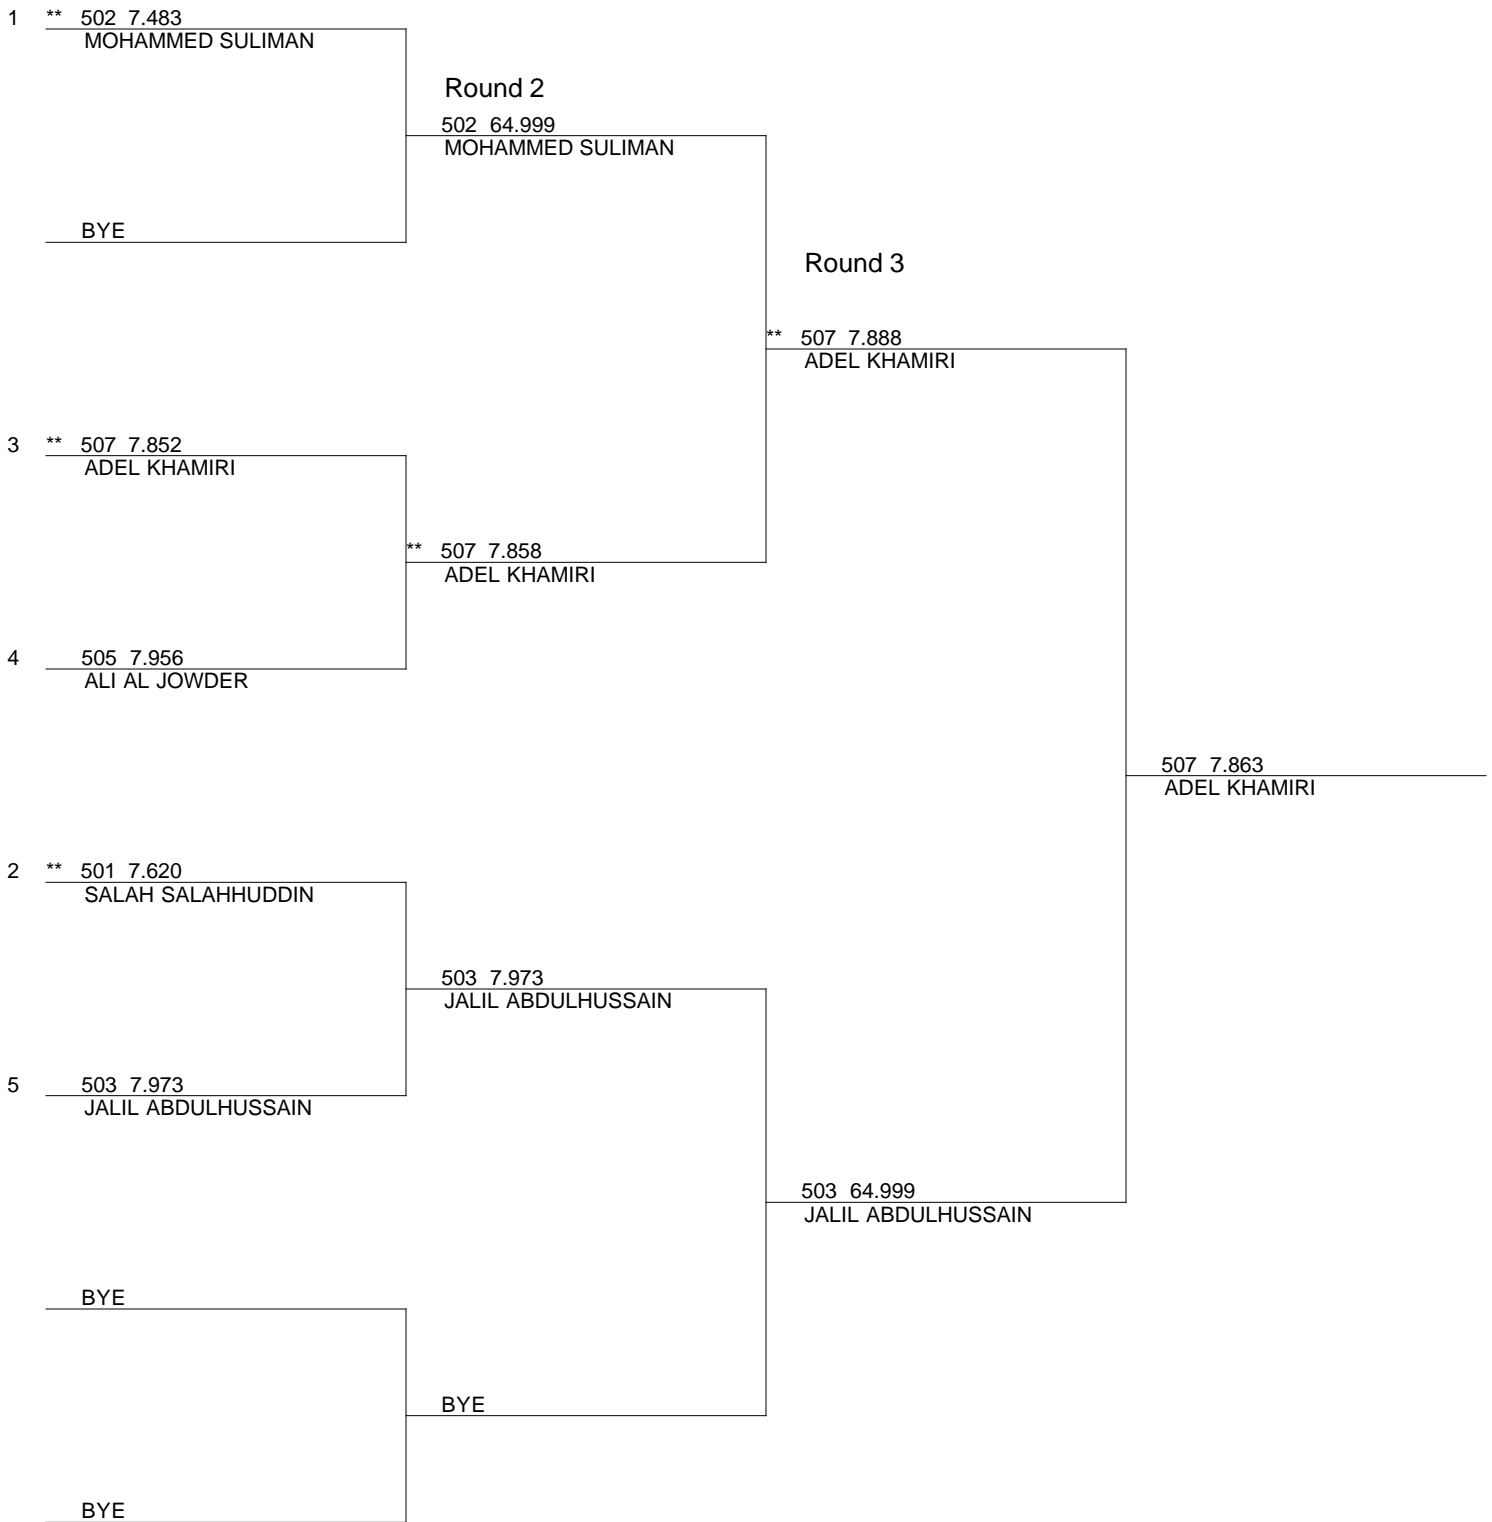 1 ** 502 7.483
MOHAMMED SULIMAN
Round 2
502 64.999
MOHAMMED SULIMAN
BYE
Round 3
** 507 7.888
ADEL KHAMIRI
3 ** 507 7.852
ADEL KHAMIRI
** 507 7.858
ADEL KHAMIRI
4 505 7.956
ALI AL JOWDER
507 7.863
ADEL KHAMIRI
2 ** 501 7.620
SALAH SALAHHUDDIN
503 7.973
JALIL ABDULHUSSAIN
5 503 7.973
JALIL ABDULHUSSAIN
503 64.999
JALIL ABDULHUSSAIN
BYE
BYE
BYE